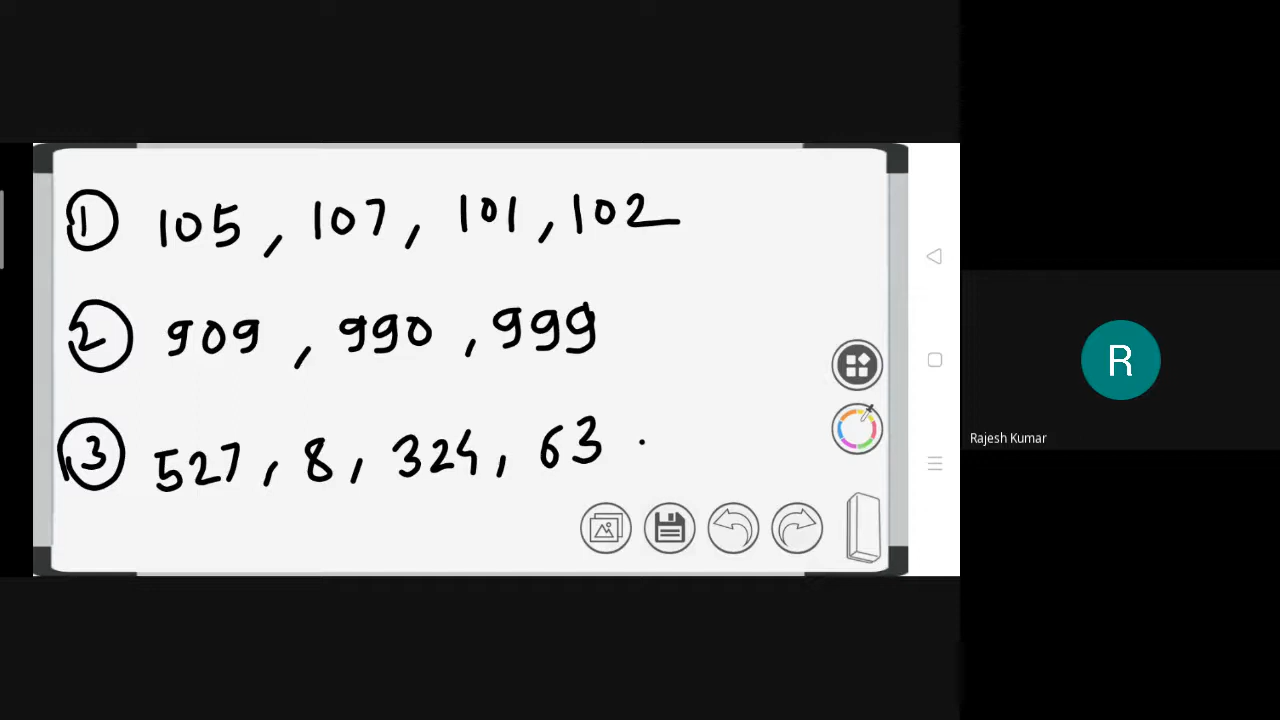 ① 105, 107, 101, 102
② 909, 990, 999
③ 527, 8, 324, 63.
R
Rajesh Kumar